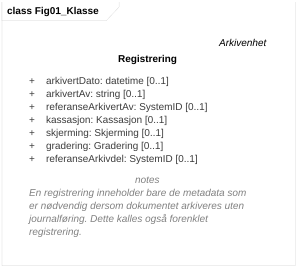 class Fig01_Klasse
Arkivenhet
Registrering
+ arkivertDato: datetime [0..1]
+ arkivertAv: string [0..1]
+ referanseArkivertAv: SystemID [0..1]
+ kassasjon: Kassasjon [0..1]
+ skjerming: Skjerming [0..1]
+ gradering: Gradering [0..1]
+ referanseArkivdel: SystemID [0..1]
notes
En registrering inneholder bare de metadata som
er nødvendig dersom dokumentet arkiveres uten
journalføring. Dette kalles også forenklet
registrering.